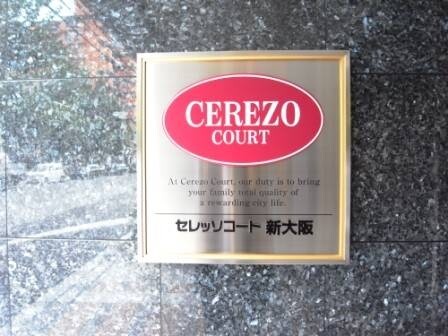 CEREZO
COURT
At Cerezo Court, our duty is to bring
your family total quality of
a rewarding city life.
セレッソコート 新大阪